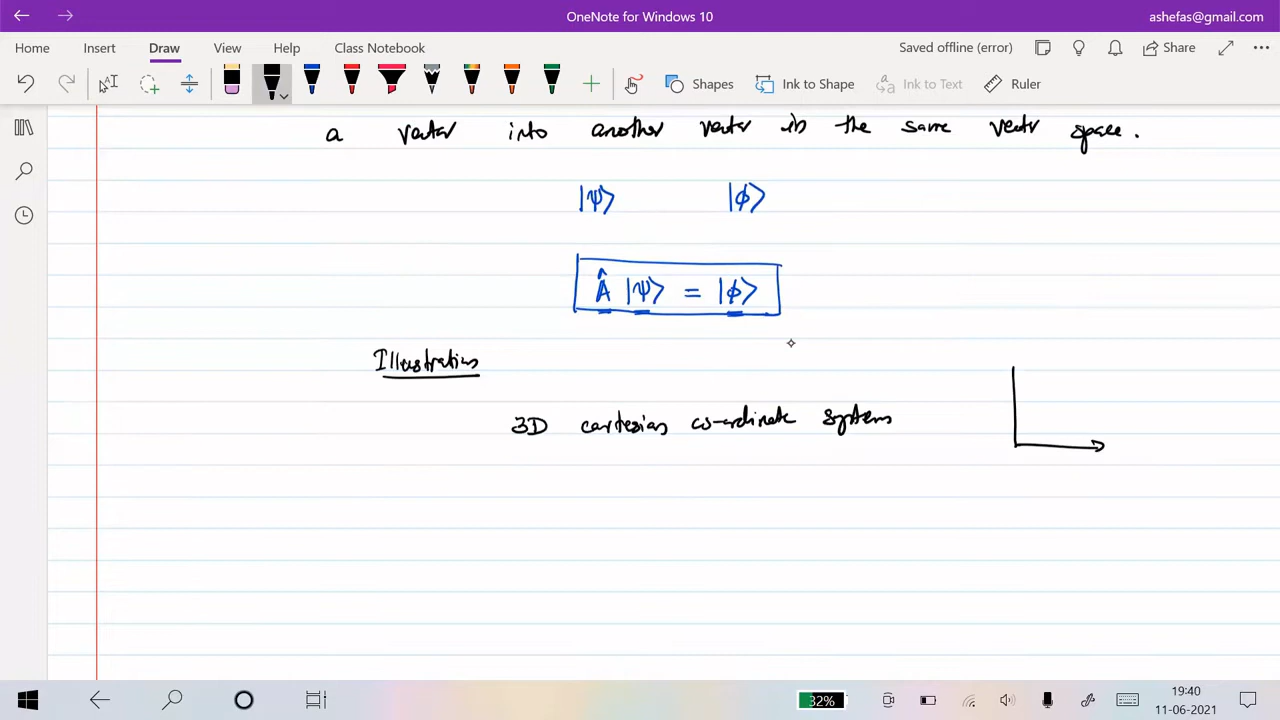 OneNote for Windows 10
ashefas@gmail.com
Home Insert Draw View Help Class Notebook
Saved offline (error) Share
Shapes Ink to Shape Ink to Text Ruler
a vector into another vector in the same vector space.
|ψ⟩ |ϕ⟩
Â |ψ⟩ = |ϕ⟩
Illustration
3D cartesian co-ordinate system
32%
19:40
11-06-2021